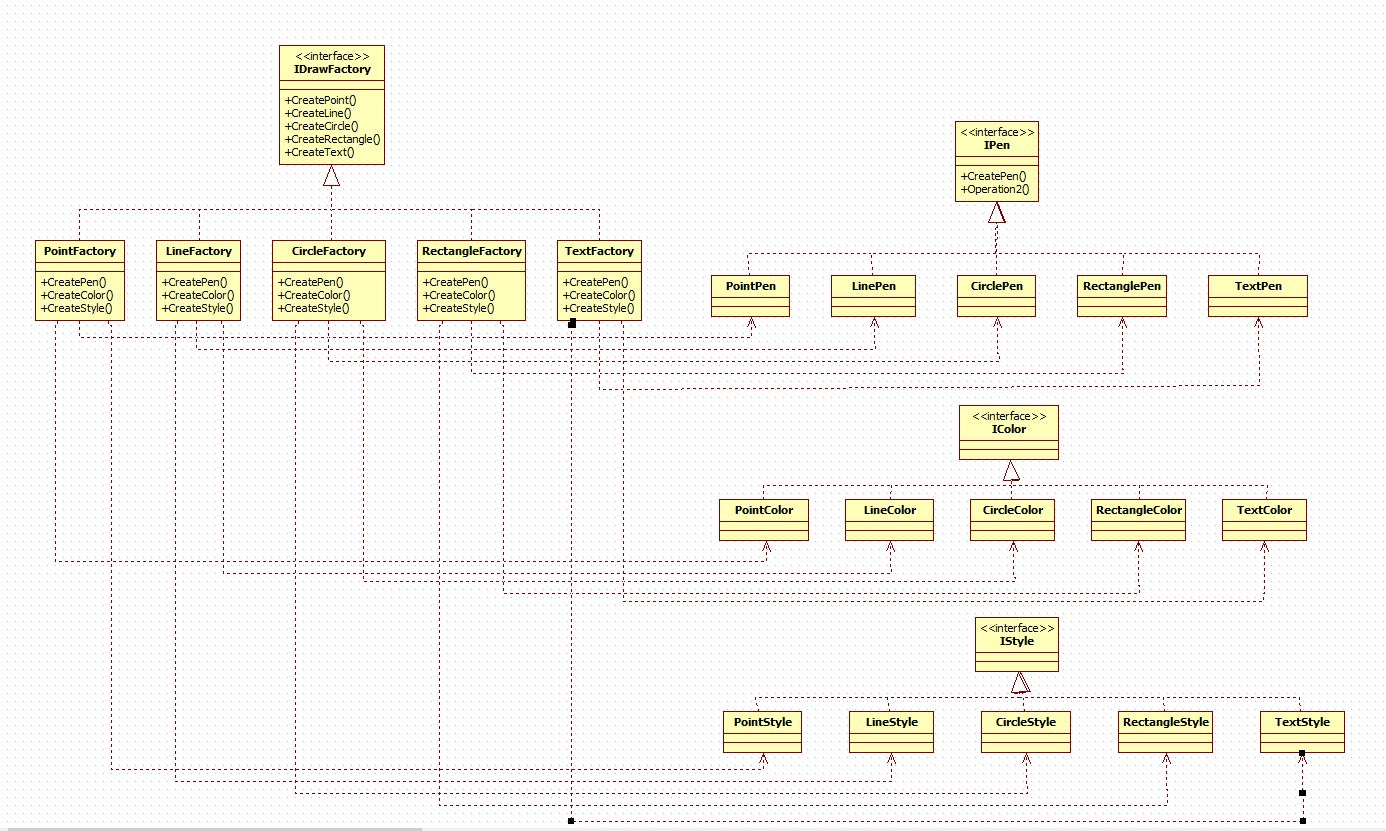 <<interface>>
IDrawFactory
+CreatePoint()
+CreateLine()
+CreateCircle()
+CreateRectangle()
+CreateText()
<<interface>>
IPen
+CreatePen()
+Operation2()
PointFactory
+CreatePen()
+CreateColor()
+CreateStyle()
LineFactory
+CreatePen()
+CreateColor()
+CreateStyle()
CircleFactory
+CreatePen()
+CreateColor()
+CreateStyle()
RectangleFactory
+CreatePen()
+CreateColor()
+CreateStyle()
TextFactory
+CreatePen()
+CreateColor()
+CreateStyle()
PointPen
LinePen
CirclePen
RectanglePen
TextPen
<<interface>>
IColor
PointColor
LineColor
CircleColor
RectangleColor
TextColor
<<interface>>
IStyle
PointStyle
LineStyle
CircleStyle
RectangleStyle
TextStyle